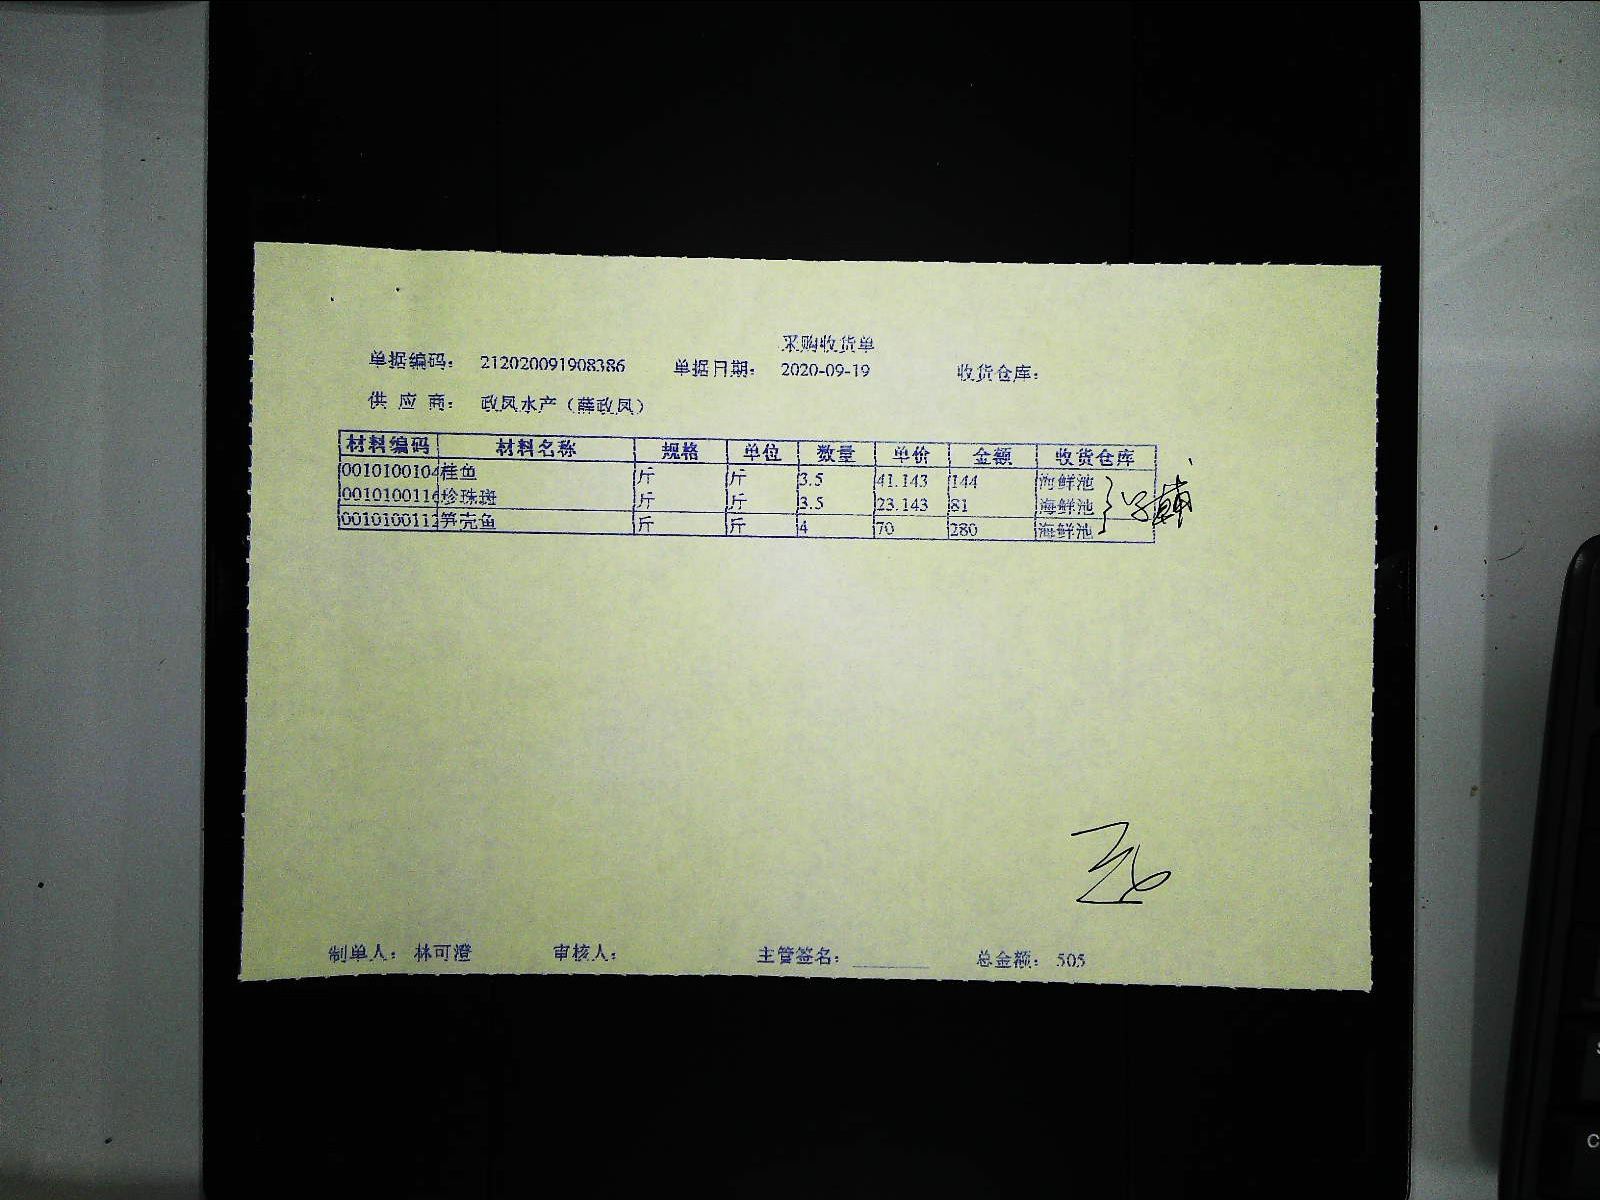 采购收货单
单据编码： 212020091908386 单据日期： 2020-09-19 收货仓库：
供 应 商： 政凤水产（薛政凤）
材料编码 材料名称 规格 单位 数量 单价 金额 收货仓库
0010100104 桂鱼 斤 斤 3.5 41.143 144 海鲜池
0010100116 珍珠斑 斤 斤 3.5 23.143 81 海鲜池
0010100112 笋壳鱼 斤 斤 4 70 280 海鲜池
制单人： 林可澄 审核人： 主管签名： 总金额： 505